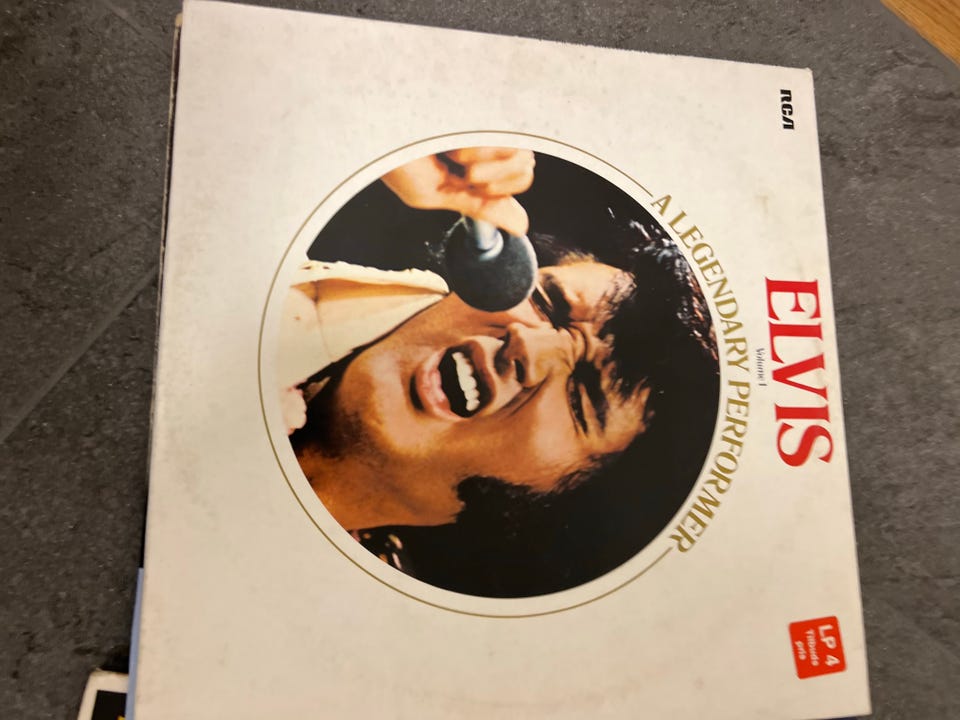 RCA
ELVIS
Volume 1
A LEGENDARY PERFORMER
LP 4
Tilbuds
pris